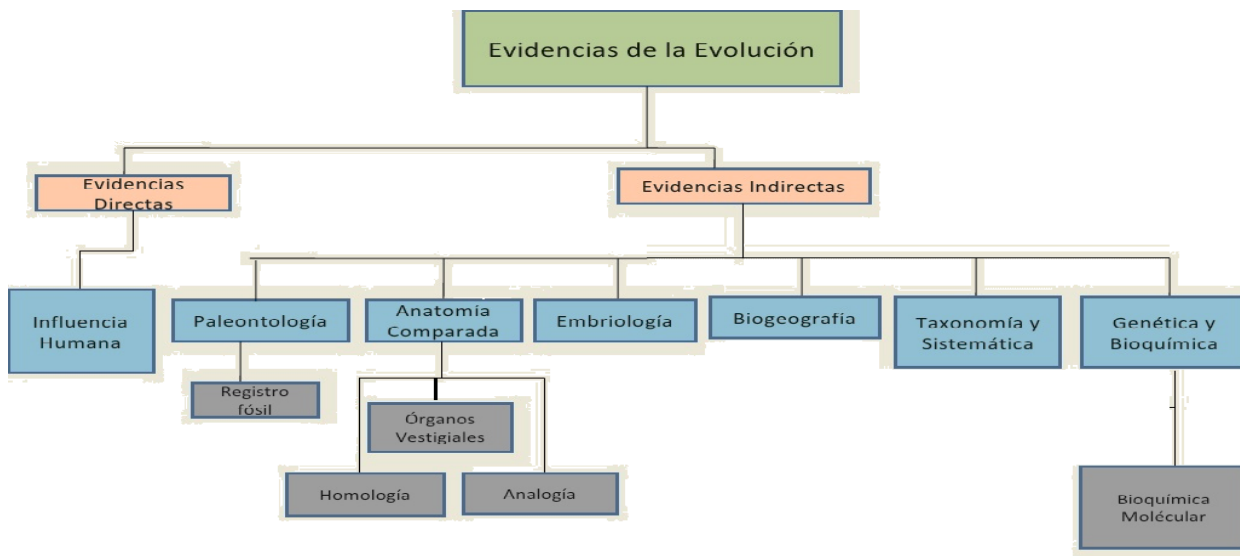 Evidencias de la Evolución
Evidencias
Directas
Evidencias Indirectas
Influencia
Humana
Paleontología
Anatomía
Comparada
Embriología
Biogeografía
Taxonomía y
Sistemática
Genética y
Bioquímica
Registro
fósil
Órganos
Vestigiales
Homología
Analogía
Bioquímica
Molécular